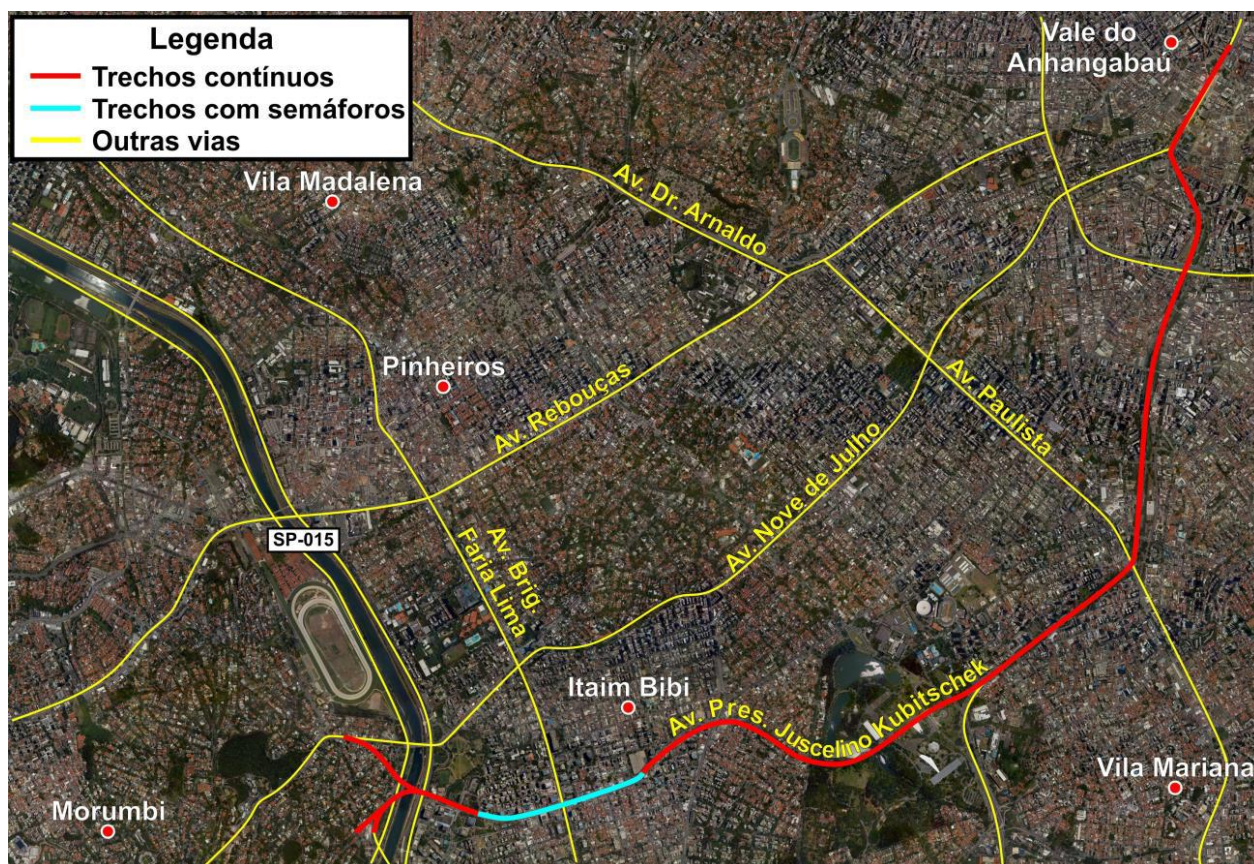 Legenda
Trechos contínuos
Trechos com semáforos
Outras vias
Vale do
Anhangabaú
Vila Madalena
Av. Dr. Arnaldo
Pinheiros
Av. Rebouças
Av. Paulista
Av. Nove de Julho
SP-015
Av. Brig.
Faria Lima
Itaim Bibi
Av. Pres. Juscelino Kubitschek
Vila Mariana
Morumbi